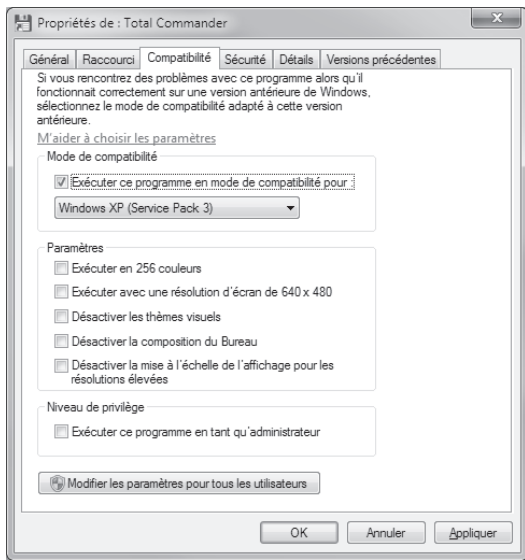 Propriétés de : Total Commander
Général Raccourci Compatibilité Sécurité Détails Versions précédentes
Si vous rencontrez des problèmes avec ce programme alors qu'il
fonctionnait correctement sur une version antérieure de Windows,
sélectionnez le mode de compatibilité adapté à cette version
antérieure.
M'aider à choisir les paramètres
Mode de compatibilité
Exécuter ce programme en mode de compatibilité pour :
Windows XP (Service Pack 3)
Paramètres
Exécuter en 256 couleurs
Exécuter avec une résolution d'écran de 640 x 480
Désactiver les thèmes visuels
Désactiver la composition du Bureau
Désactiver la mise à l'échelle de l'affichage pour les
résolutions élevées
Niveau de privilège
Exécuter ce programme en tant qu'administrateur
Modifier les paramètres pour tous les utilisateurs
OK Annuler Appliquer